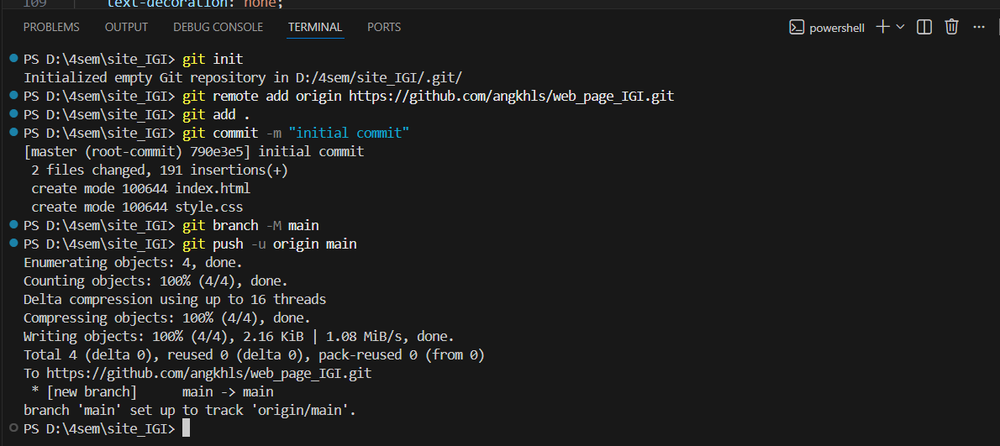 109 text-decoration: none;
PROBLEMS OUTPUT DEBUG CONSOLE TERMINAL PORTS powershell
PS D:\4sem\site_IGI> git init
Initialized empty Git repository in D:/4sem/site_IGI/.git/
PS D:\4sem\site_IGI> git remote add origin https://github.com/angkhls/web_page_IGI.git
PS D:\4sem\site_IGI> git add .
PS D:\4sem\site_IGI> git commit -m "initial commit"
[master (root-commit) 790e3e5] initial commit
 2 files changed, 191 insertions(+)
 create mode 100644 index.html
 create mode 100644 style.css
PS D:\4sem\site_IGI> git branch -M main
PS D:\4sem\site_IGI> git push -u origin main
Enumerating objects: 4, done.
Counting objects: 100% (4/4), done.
Delta compression using up to 16 threads
Compressing objects: 100% (4/4), done.
Writing objects: 100% (4/4), 2.16 KiB | 1.08 MiB/s, done.
Total 4 (delta 0), reused 0 (delta 0), pack-reused 0 (from 0)
To https://github.com/angkhls/web_page_IGI.git
 * [new branch]      main -> main
branch 'main' set up to track 'origin/main'.
PS D:\4sem\site_IGI>